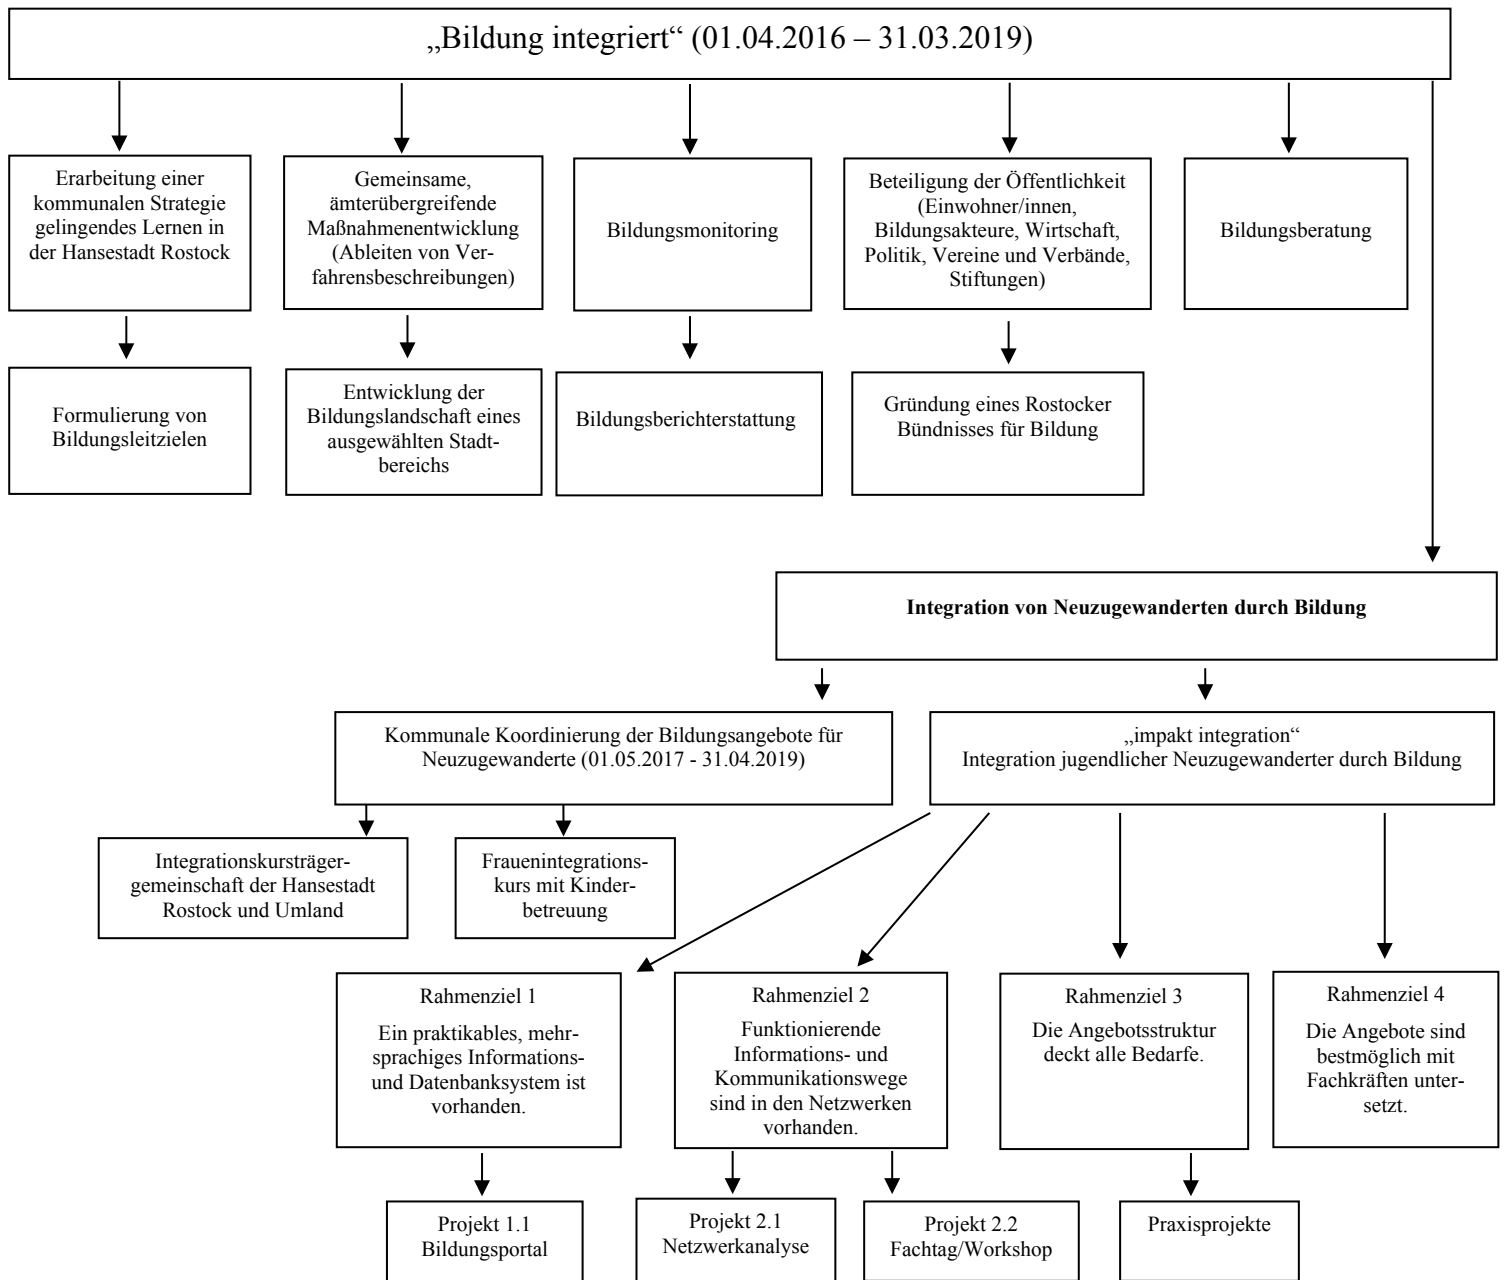 „Bildung integriert“ (01.04.2016 – 31.03.2019)
Erarbeitung einer
kommunalen Strategie
gelingendes Lernen in
der Hansestadt Rostock
Gemeinsame,
ämterübergreifende
Maßnahmenentwicklung
(Ableiten von Ver-
fahrensbeschreibungen)
Bildungsmonitoring
Beteiligung der Öffentlichkeit
(Einwohner/innen,
Bildungsakteure, Wirtschaft,
Politik, Vereine und Verbände,
Stiftungen)
Bildungsberatung
Formulierung von
Bildungsleitzielen
Entwicklung der
Bildungslandschaft eines
ausgewählten Stadt-
bereichs
Bildungsberichterstattung
Gründung eines Rostocker
Bündnisses für Bildung
Integration von Neuzugewanderten durch Bildung
Kommunale Koordinierung der Bildungsangebote für
Neuzugewanderte (01.05.2017 - 31.04.2019)
„impakt integration“
Integration jugendlicher Neuzugewanderter durch Bildung
Integrationskursträger-
gemeinschaft der Hansestadt
Rostock und Umland
Frauenintegrations-
kurs mit Kinder-
betreuung
Rahmenziel 1
Ein praktikables, mehr-
sprachiges Informations-
und Datenbanksystem ist
vorhanden.
Rahmenziel 2
Funktionierende
Informations- und
Kommunikationswege
sind in den Netzwerken
vorhanden.
Rahmenziel 3
Die Angebotsstruktur
deckt alle Bedarfe.
Rahmenziel 4
Die Angebote sind
bestmöglich mit
Fachkräften unter-
setzt.
Projekt 1.1
Bildungsportal
Projekt 2.1
Netzwerkanalyse
Projekt 2.2
Fachtag/Workshop
Praxisprojekte